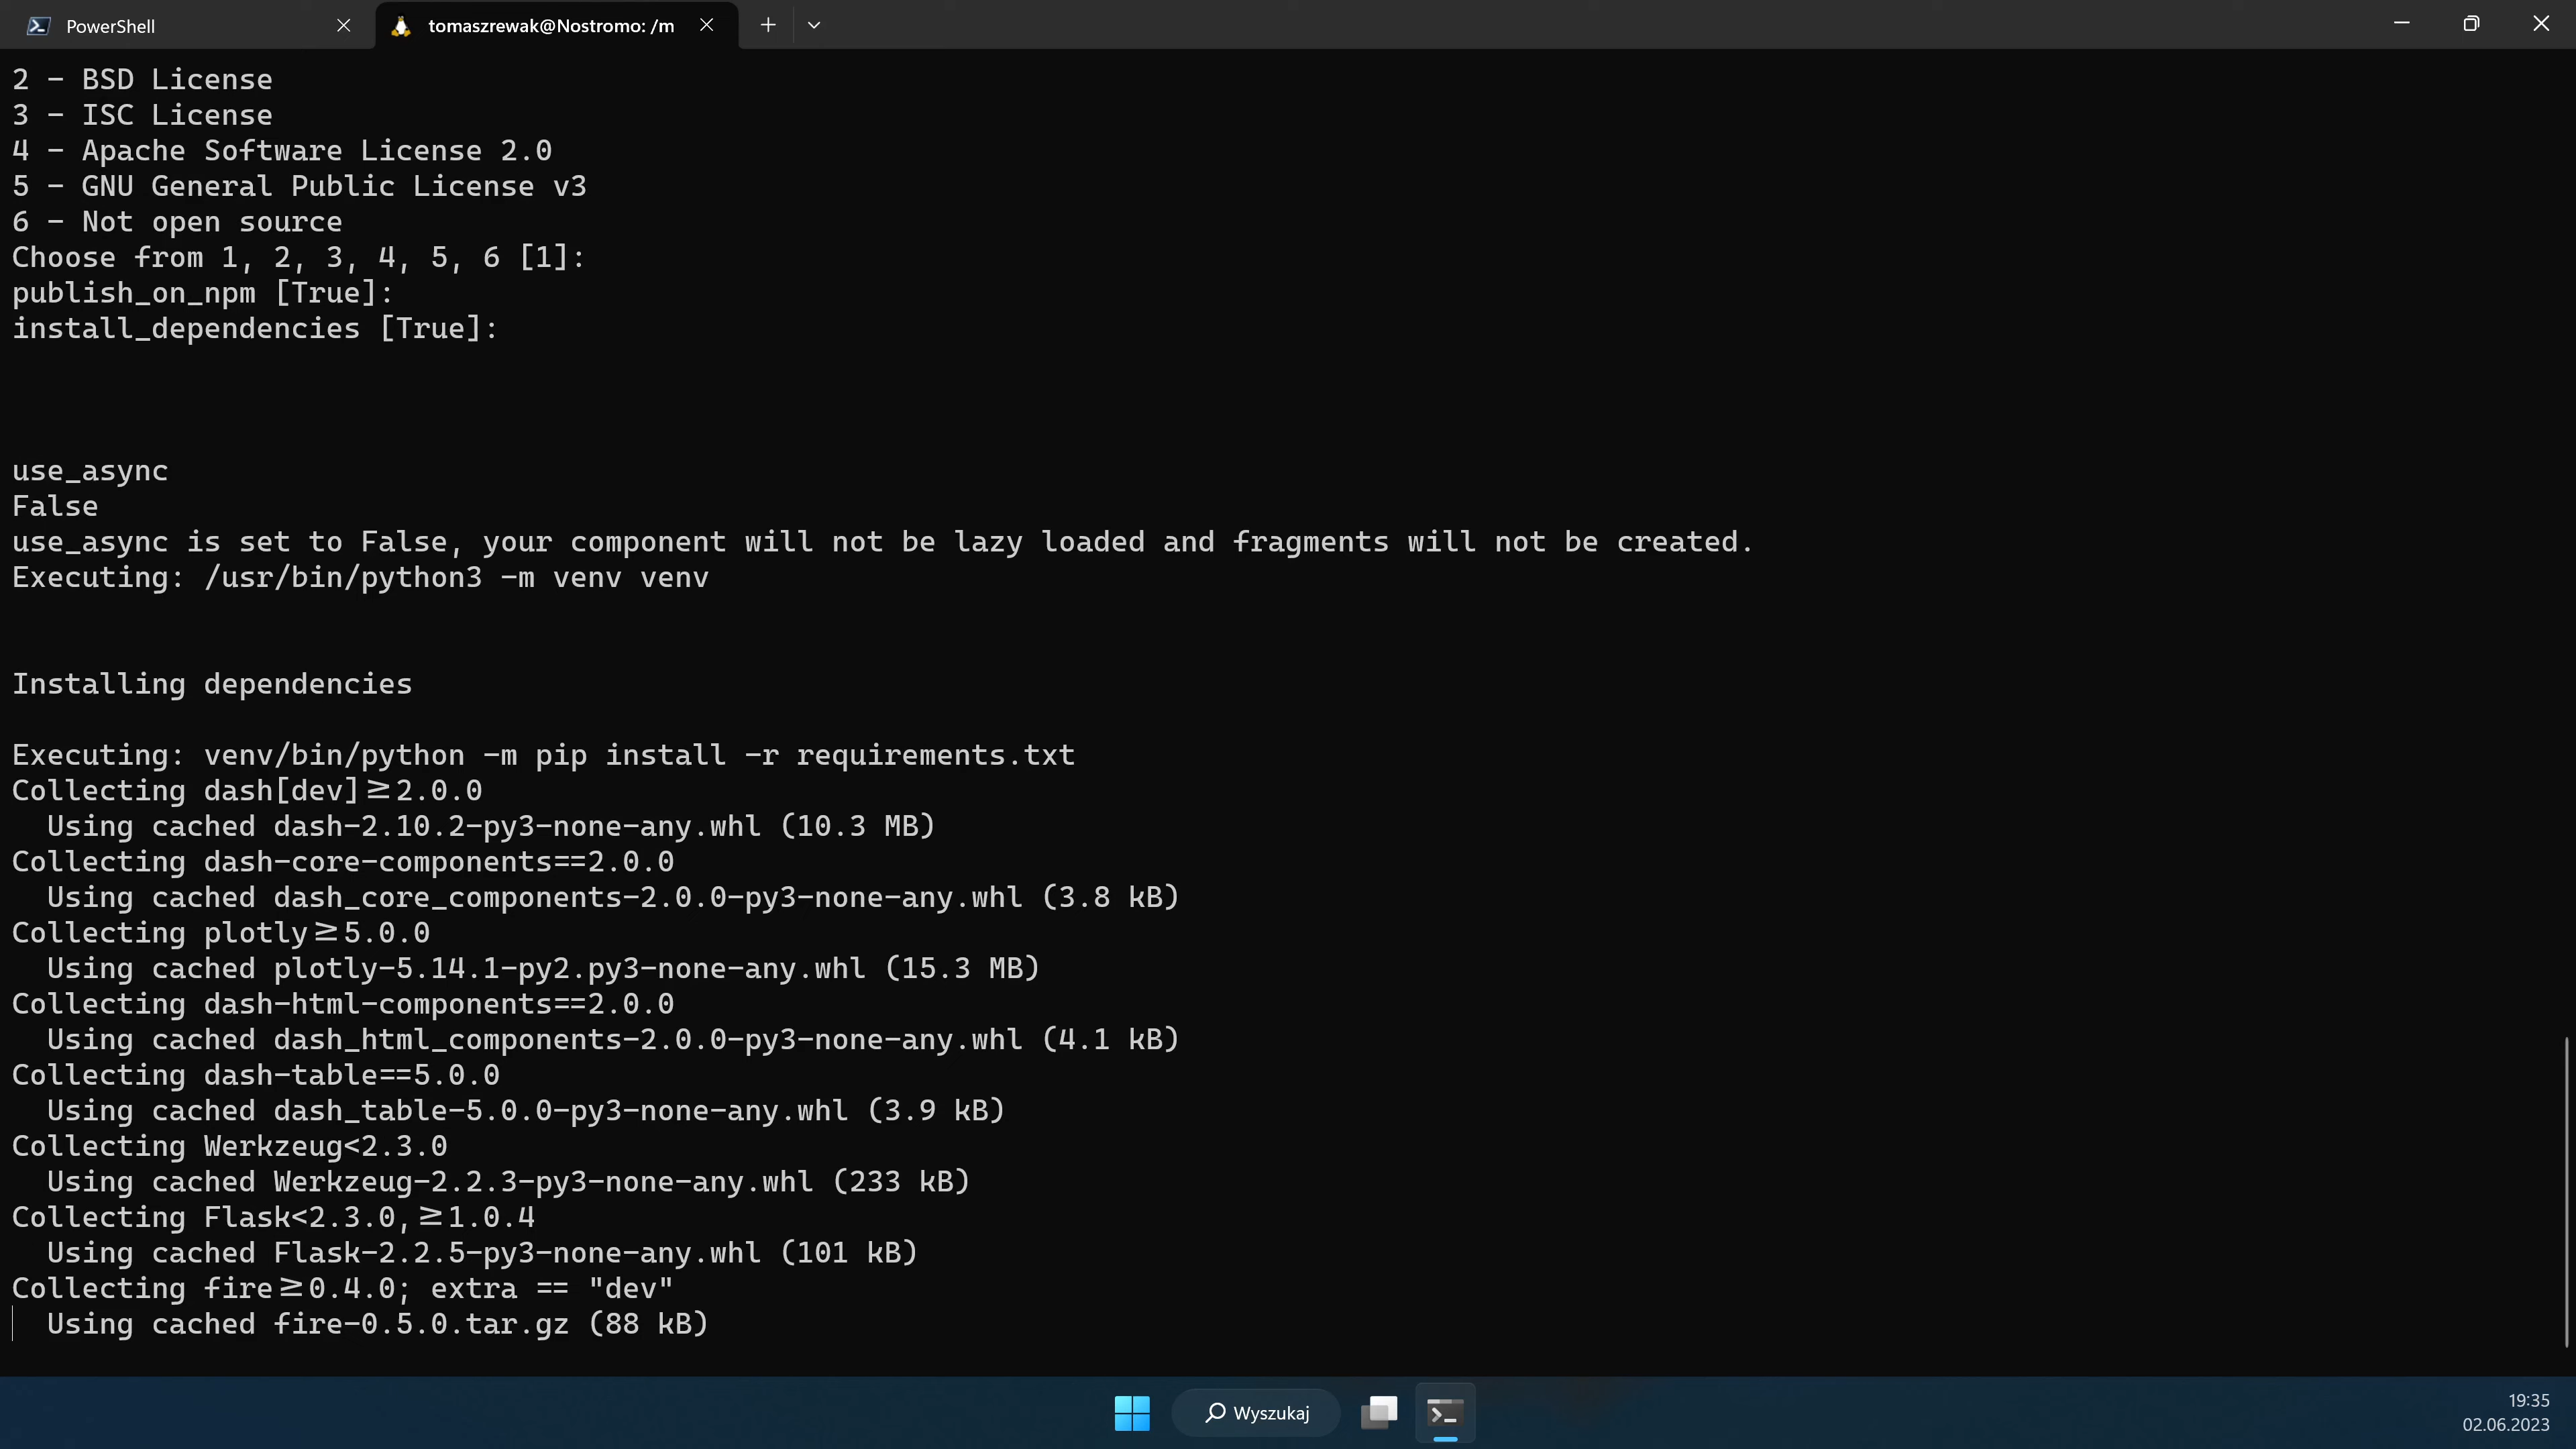 PowerShell
tomaszrewak@Nostromo: /m
2 - BSD License
3 - ISC License
4 - Apache Software License 2.0
5 - GNU General Public License v3
6 - Not open source
Choose from 1, 2, 3, 4, 5, 6 [1]:
publish_on_npm [True]:
install_dependencies [True]:
use_async
False
use_async is set to False, your component will not be lazy loaded and fragments will not be created.
Executing: /usr/bin/python3 -m venv venv
Installing dependencies
Executing: venv/bin/python -m pip install -r requirements.txt
Collecting dash[dev]≥2.0.0
  Using cached dash-2.10.2-py3-none-any.whl (10.3 MB)
Collecting dash-core-components==2.0.0
  Using cached dash_core_components-2.0.0-py3-none-any.whl (3.8 kB)
Collecting plotly≥5.0.0
  Using cached plotly-5.14.1-py2.py3-none-any.whl (15.3 MB)
Collecting dash-html-components==2.0.0
  Using cached dash_html_components-2.0.0-py3-none-any.whl (4.1 kB)
Collecting dash-table==5.0.0
  Using cached dash_table-5.0.0-py3-none-any.whl (3.9 kB)
Collecting Werkzeug<2.3.0
  Using cached Werkzeug-2.2.3-py3-none-any.whl (233 kB)
Collecting Flask<2.3.0,≥1.0.4
  Using cached Flask-2.2.5-py3-none-any.whl (101 kB)
Collecting fire≥0.4.0; extra == "dev"
  Using cached fire-0.5.0.tar.gz (88 kB)
Wyszukaj
19:35
02.06.2023